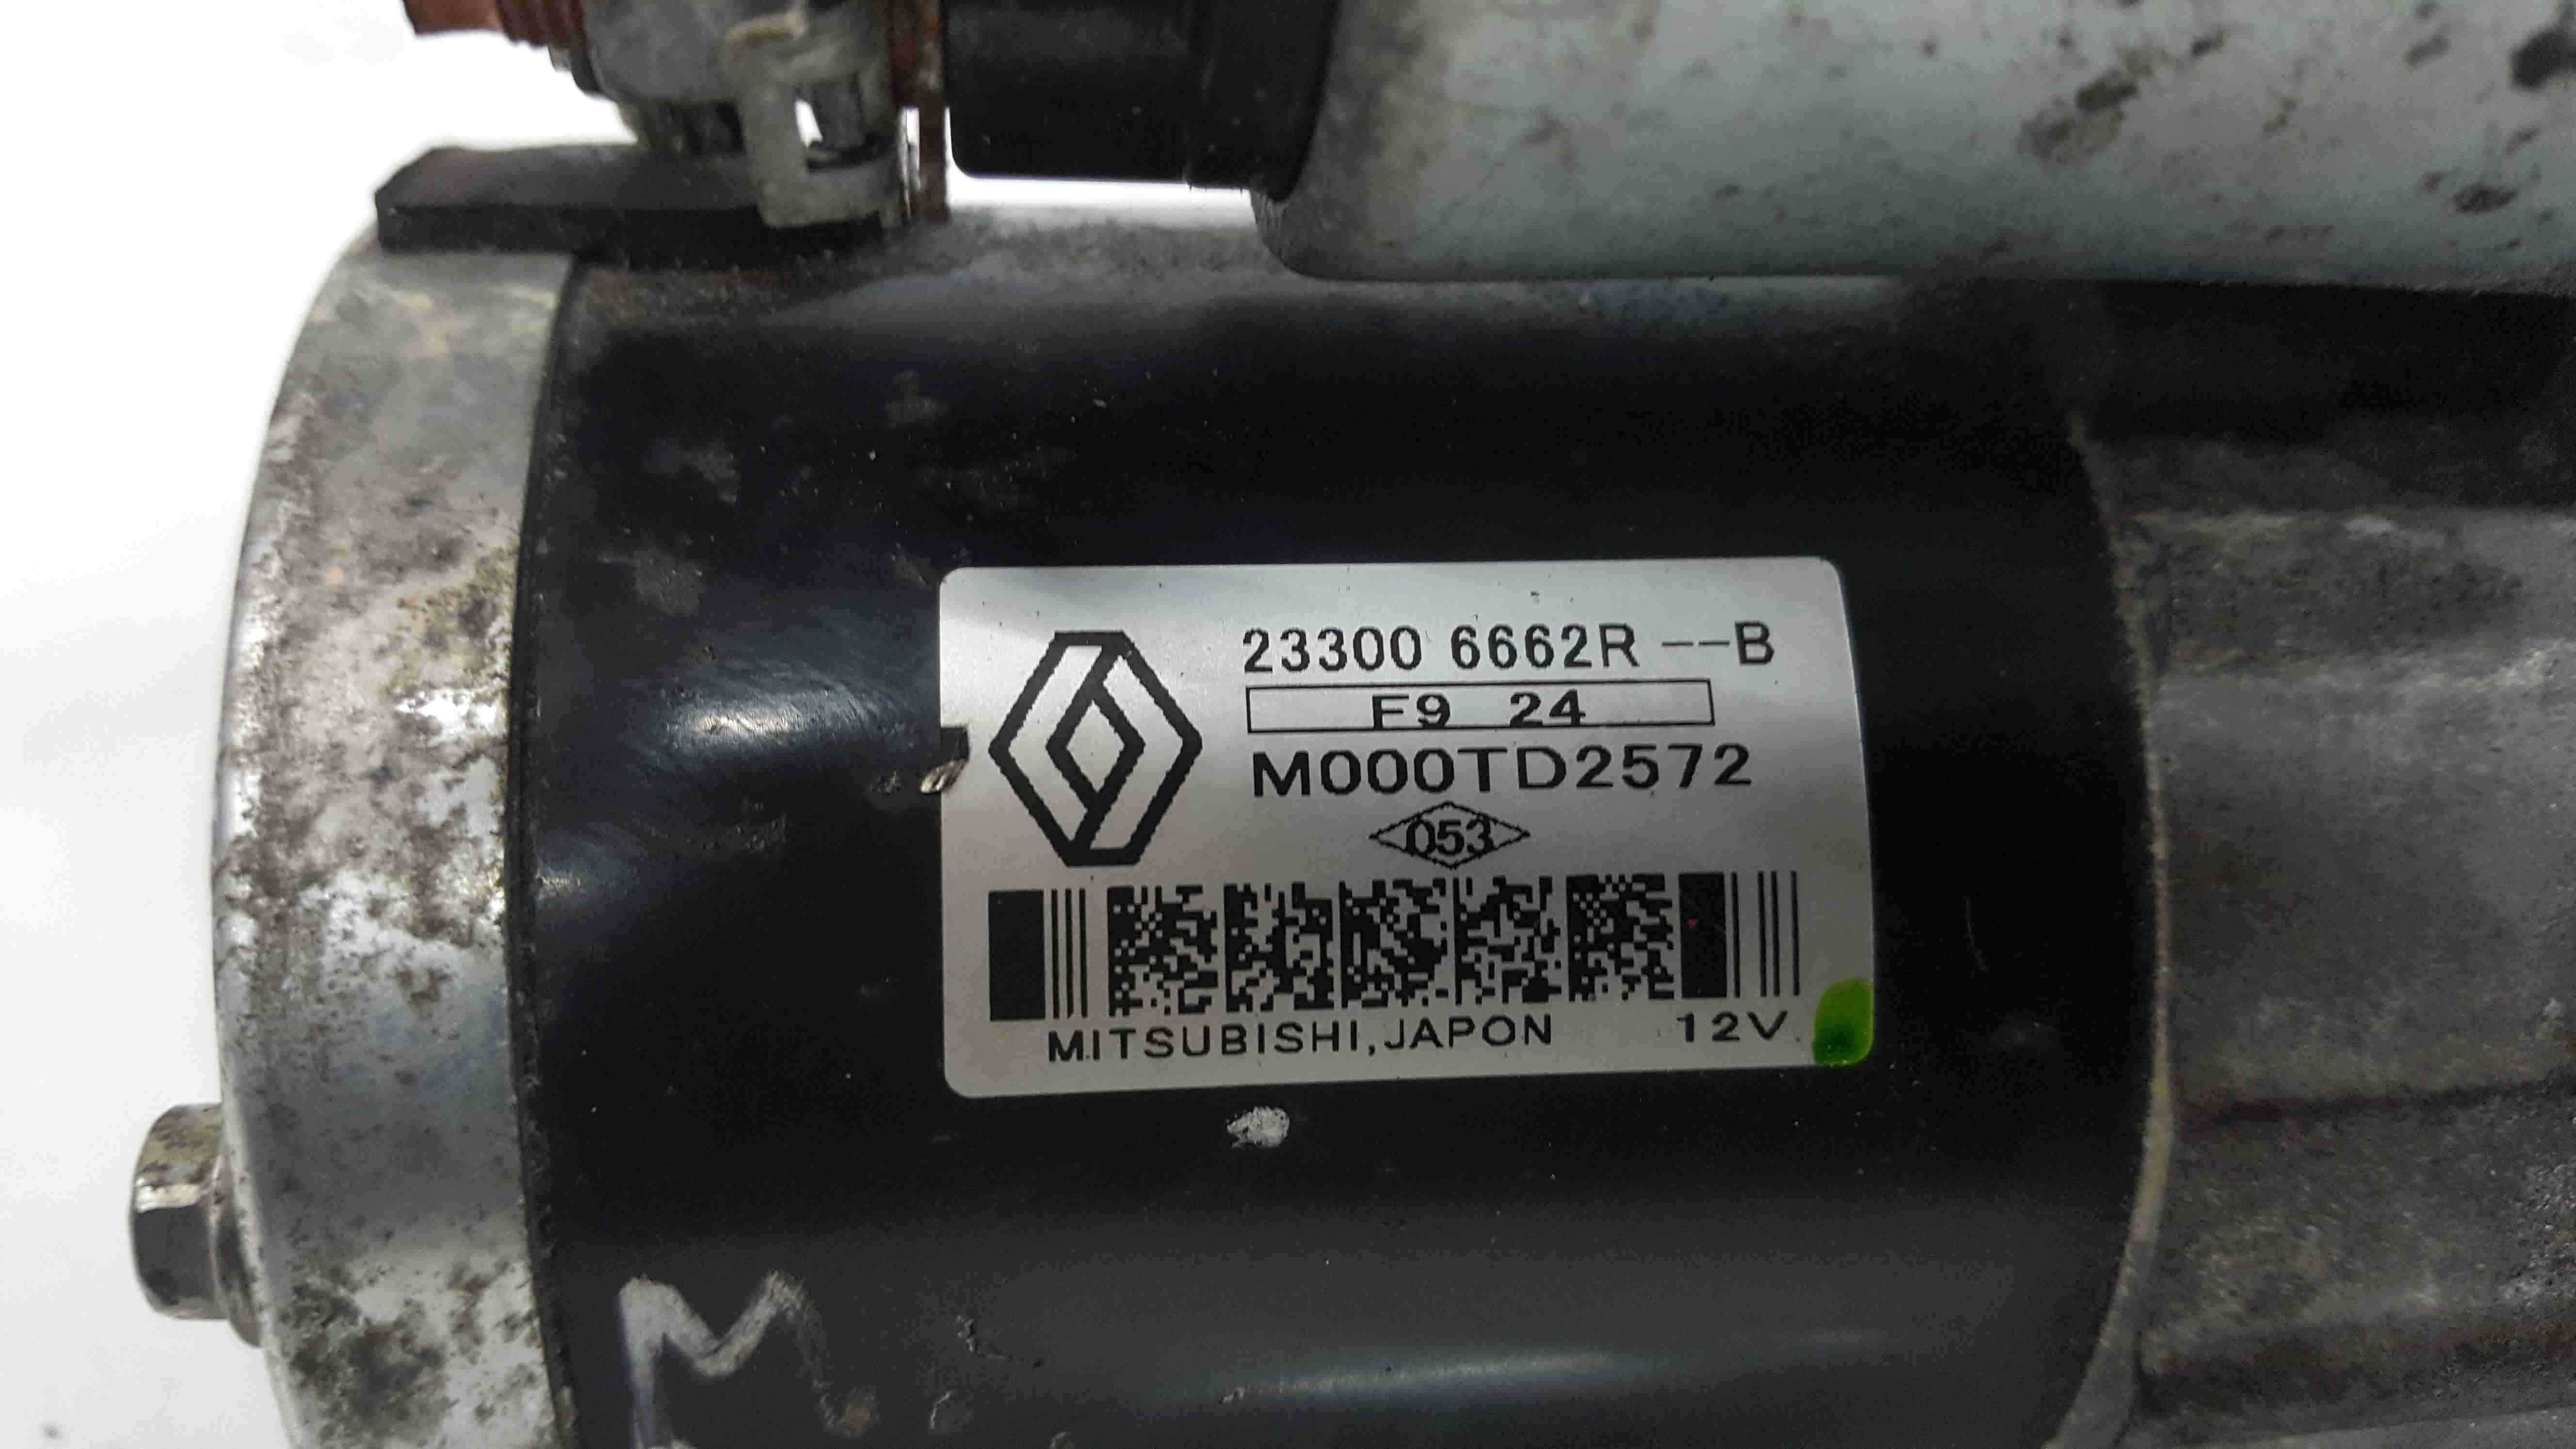 23300 6662R --B
F9 24
M000TD2572
053
MITSUBISHI,JAPON 12V
M